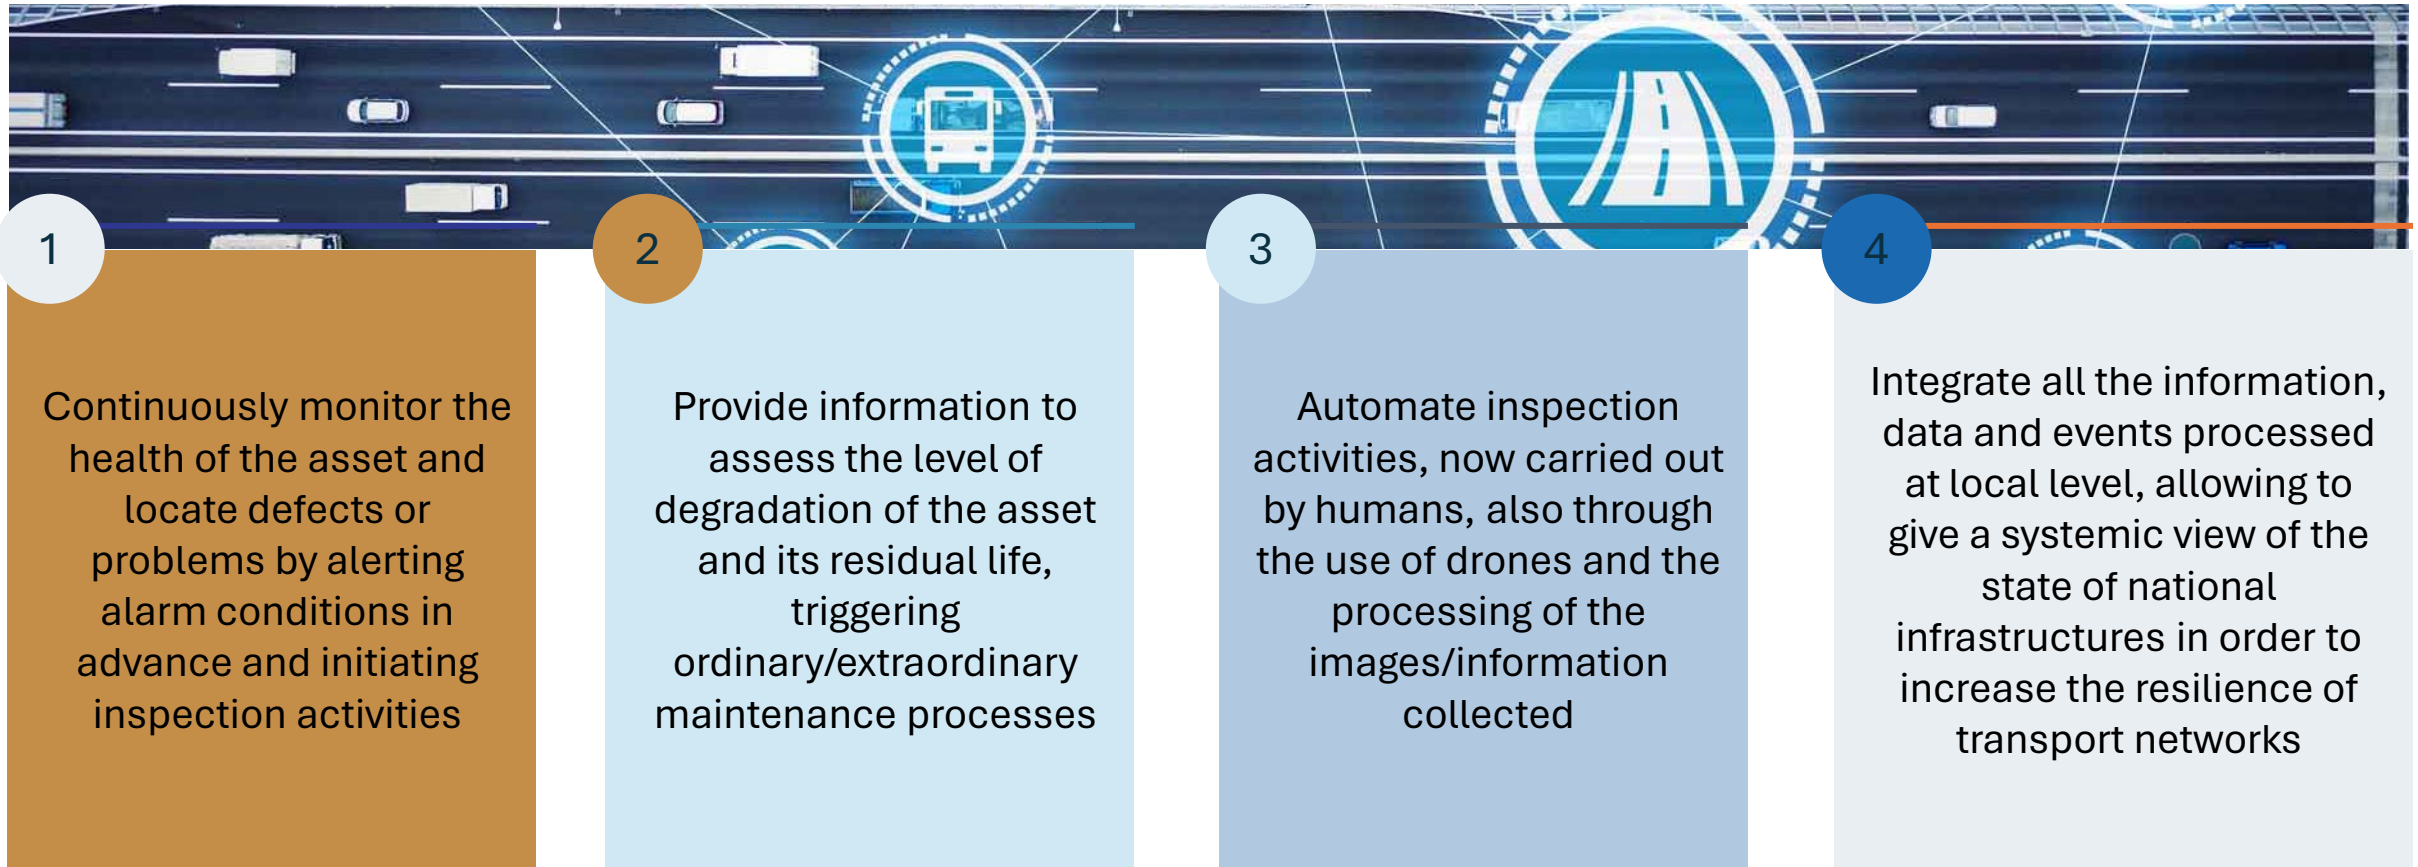 1
Continuously monitor the
health of the asset and
locate defects or
problems by alerting
alarm conditions in
advance and initiating
inspection activities
2
Provide information to
assess the level of
degradation of the asset
and its residual life,
triggering
ordinary/extraordinary
maintenance processes
3
Automate inspection
activities, now carried out
by humans, also through
the use of drones and the
processing of the
images/information
collected
4
Integrate all the information,
data and events processed
at local level, allowing to
give a systemic view of the
state of national
infrastructures in order to
increase the resilience of
transport networks